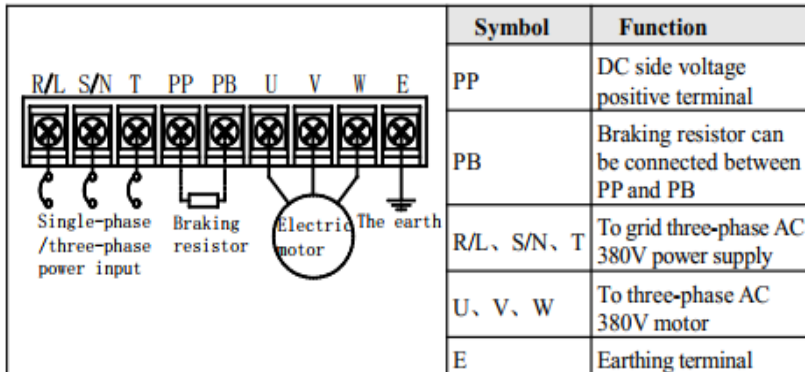 R/L S/N T PP PB U V W E
Single-phase
/three-phase
power input
Braking
resistor
Electric
motor
The earth
Symbol Function
PP DC side voltage
positive terminal
PB Braking resistor can
be connected between
PP and PB
R/L、S/N、T To grid three-phase AC
380V power supply
U、V、W To three-phase AC
380V motor
E Earthing terminal